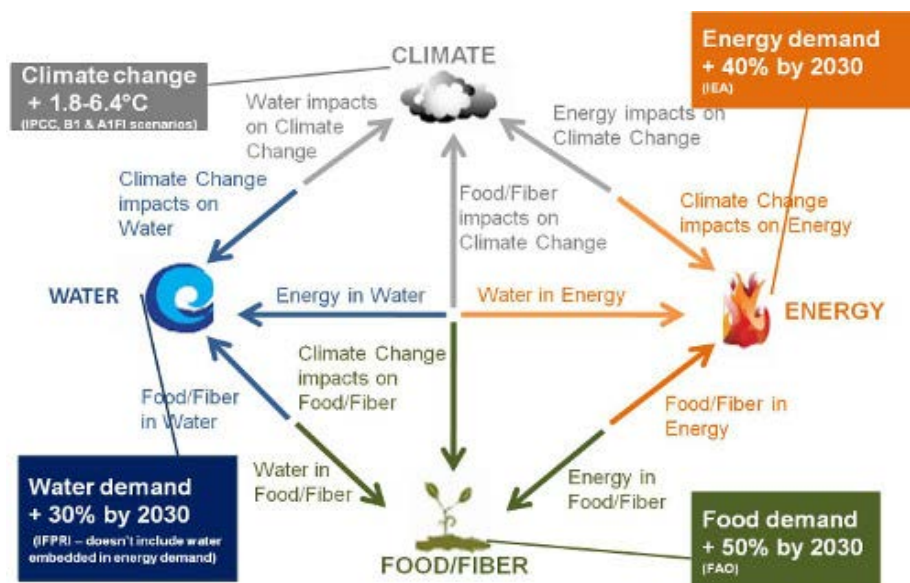 CLIMATE
Climate change
+ 1.8-6.4°C
(IPCC, B1 & A1FI scenarios)
Energy demand
+ 40% by 2030
(IEA)
Water impacts
on Climate
Change
Energy impacts on
Climate Change
Climate Change
impacts on
Water
Food/Fiber
impacts on
Climate Change
Climate Change
impacts on Energy
WATER
Energy in Water
Water in Energy
ENERGY
Climate Change
impacts on
Food/Fiber
Food/Fiber
in Water
Food/Fiber in
Energy
Water in
Food/Fiber
Energy in
Food/Fiber
Water demand
+ 30% by 2030
(IFPRI – doesn't include water
embedded in energy demand)
Food demand
+ 50% by 2030
(FAO)
FOOD/FIBER